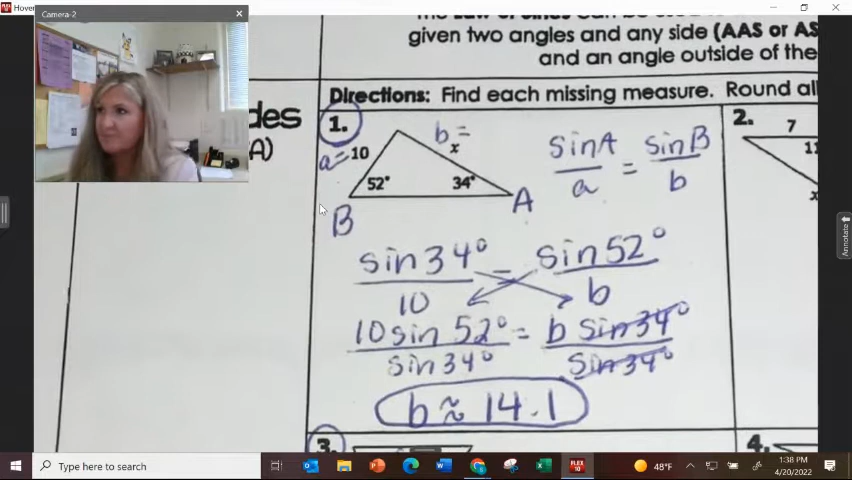 Hover
Camera-2
given two angles and any side (AAS or AS
and an angle outside of the
des
A)
Directions: Find each missing measure. Round all
1.
b =
x
a = 10
52°
34°
A
B
sin A / a = sin B / b
sin 34° / 10 = sin 52° / b
10 sin 52° / sin 34° = b sin 34° / sin 34°
b ≈ 14.1
2.
7
11
x
3.
4.
Annotate
Type here to search
48°F
1:38 PM
4/20/2022